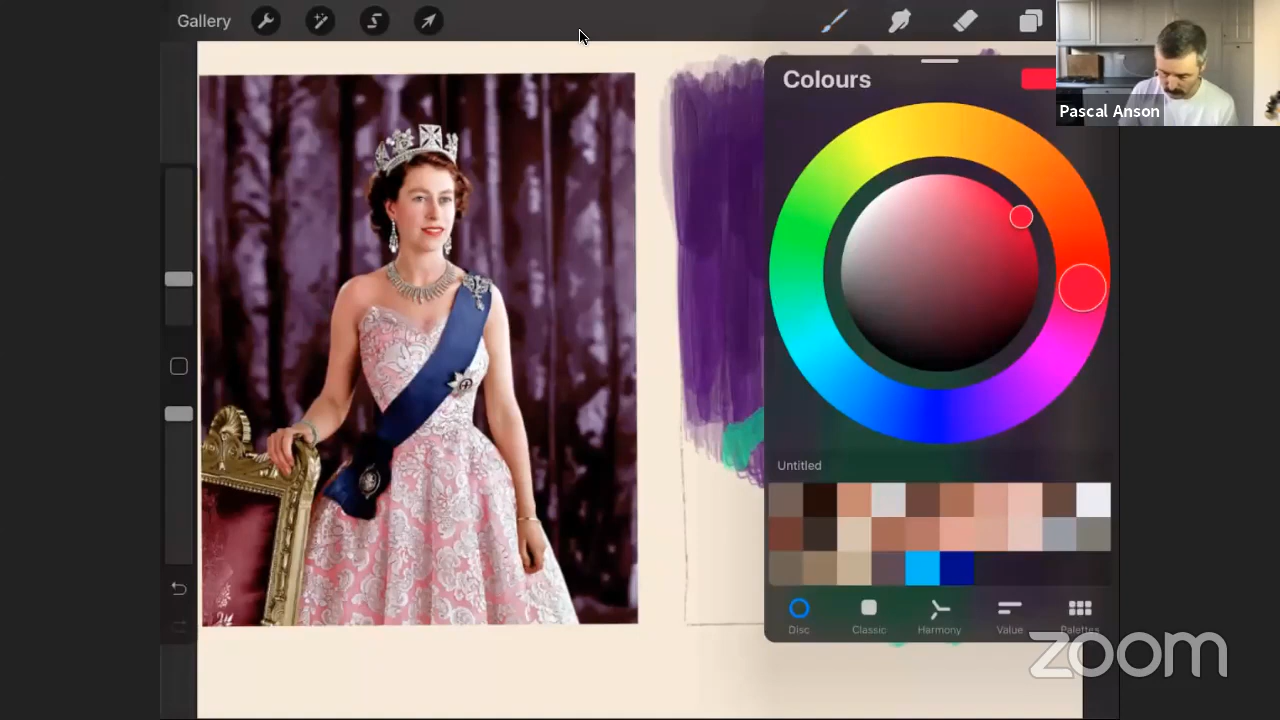 Gallery
Colours
Pascal Anson
Untitled
Disc
Classic
Harmony
Value
Palettes
zoom